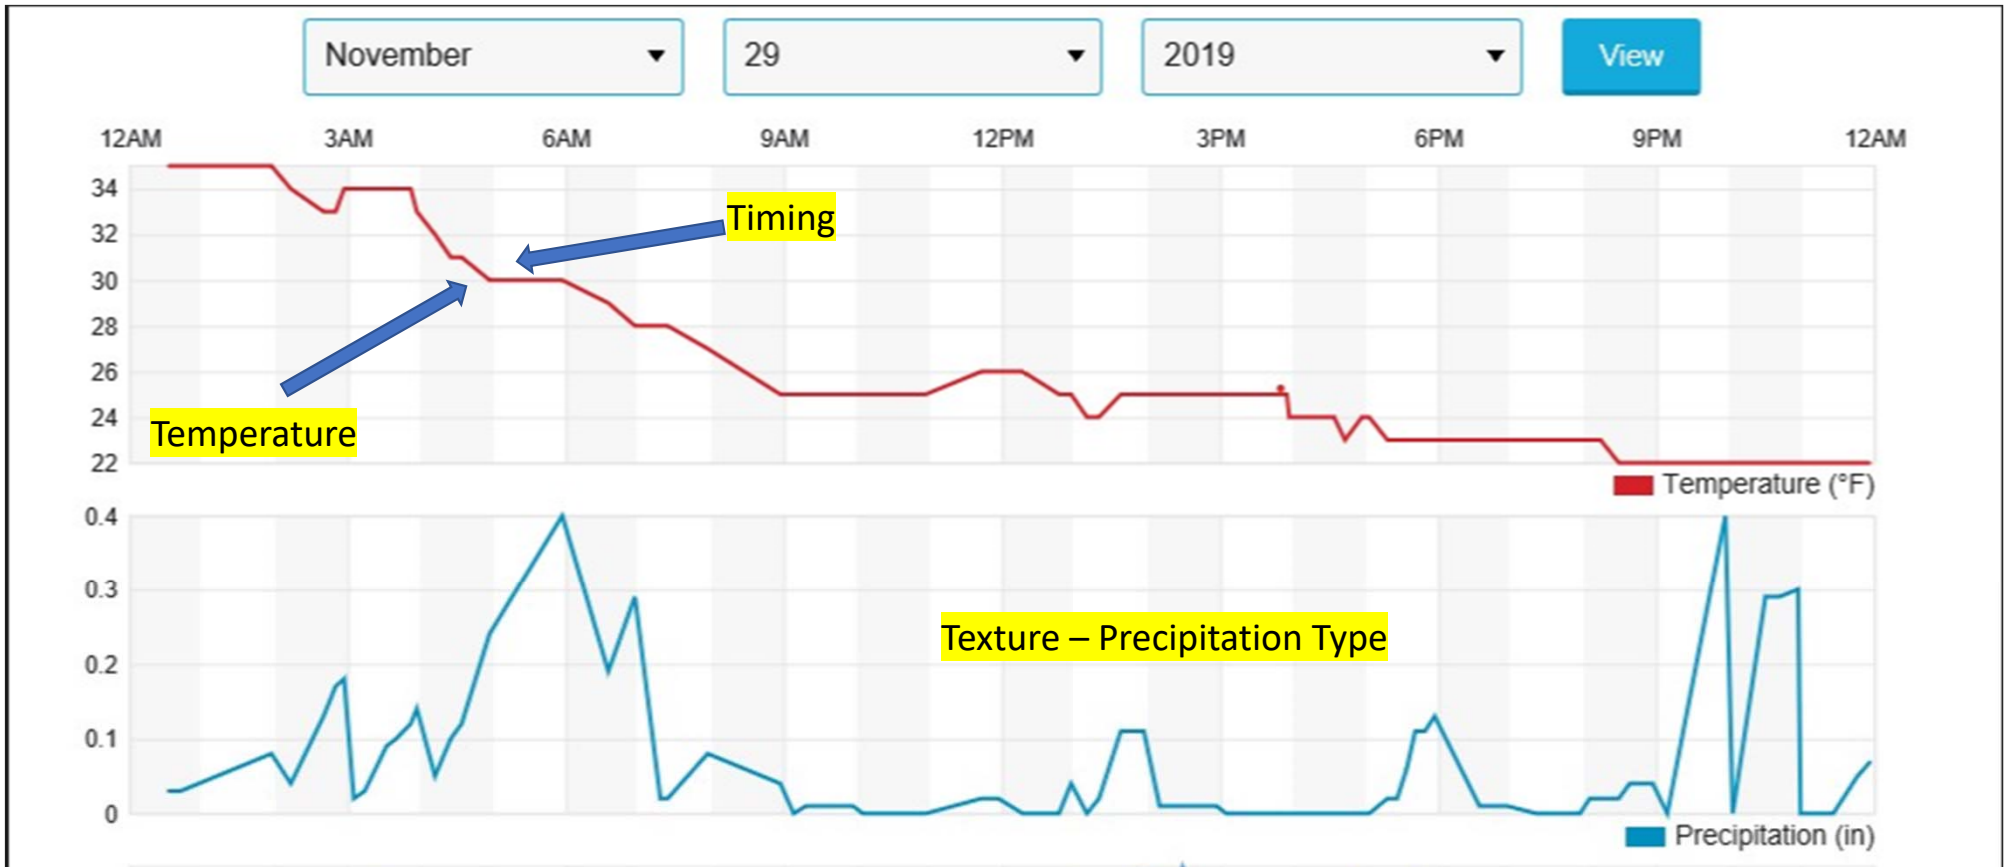 November 29 2019 View
12AM 3AM 6AM 9AM 12PM 3PM 6PM 9PM 12AM
34
Timing
32
30
28
26
24
Temperature
22
Temperature (°F)
0.4
0.3
Texture – Precipitation Type
0.2
0.1
0
Precipitation (in)